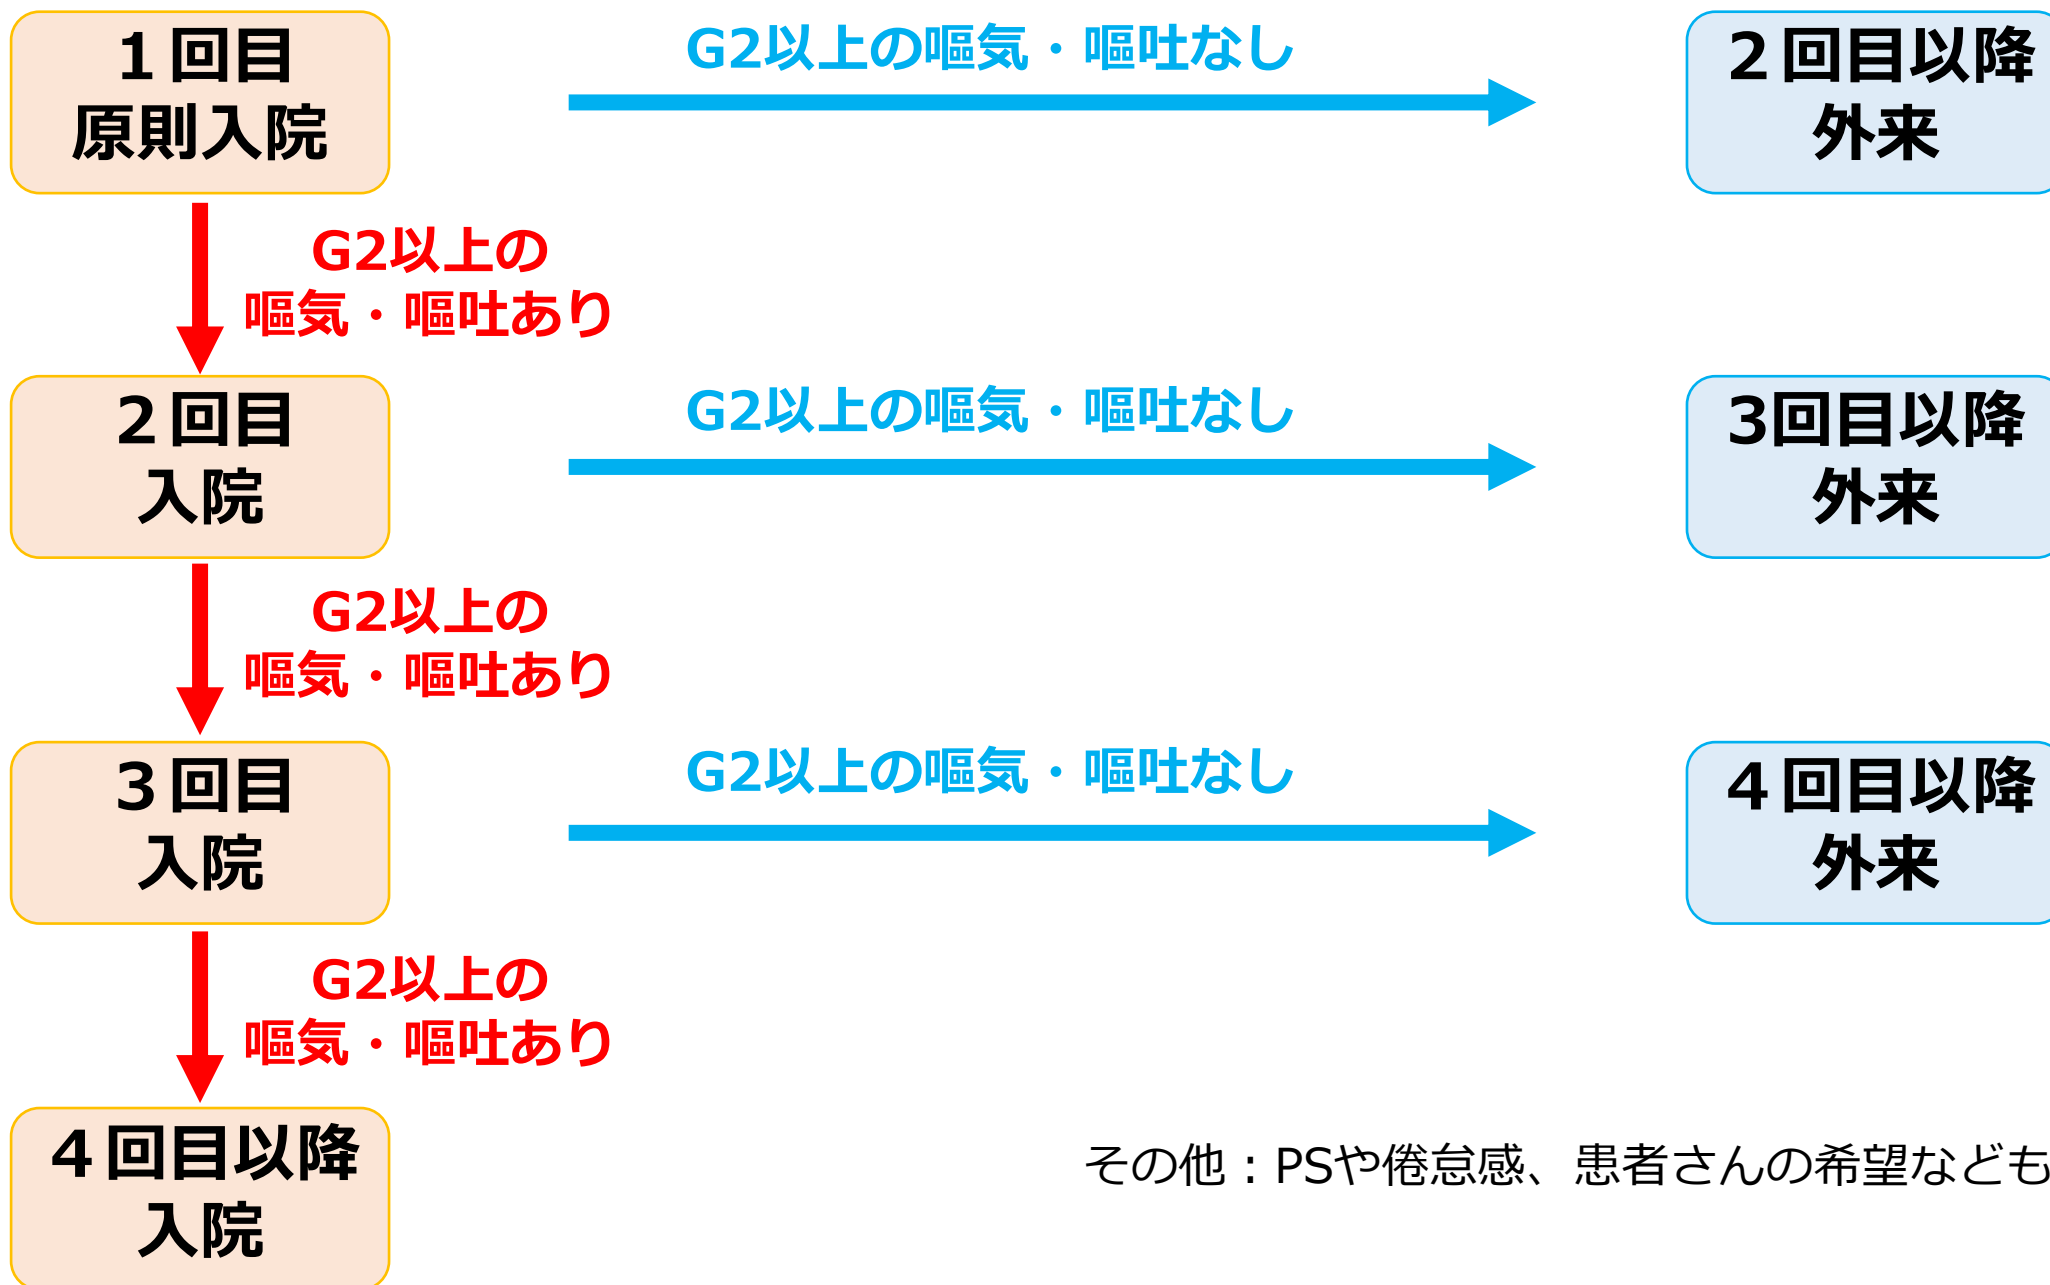 １回目
原則入院
G2以上の嘔気・嘔吐なし
２回目以降
外来
G2以上の
嘔気・嘔吐あり
２回目
入院
G2以上の嘔気・嘔吐なし
3回目以降
外来
G2以上の
嘔気・嘔吐あり
３回目
入院
G2以上の嘔気・嘔吐なし
４回目以降
外来
G2以上の
嘔気・嘔吐あり
４回目以降
入院
その他：PSや倦怠感、患者さんの希望なども